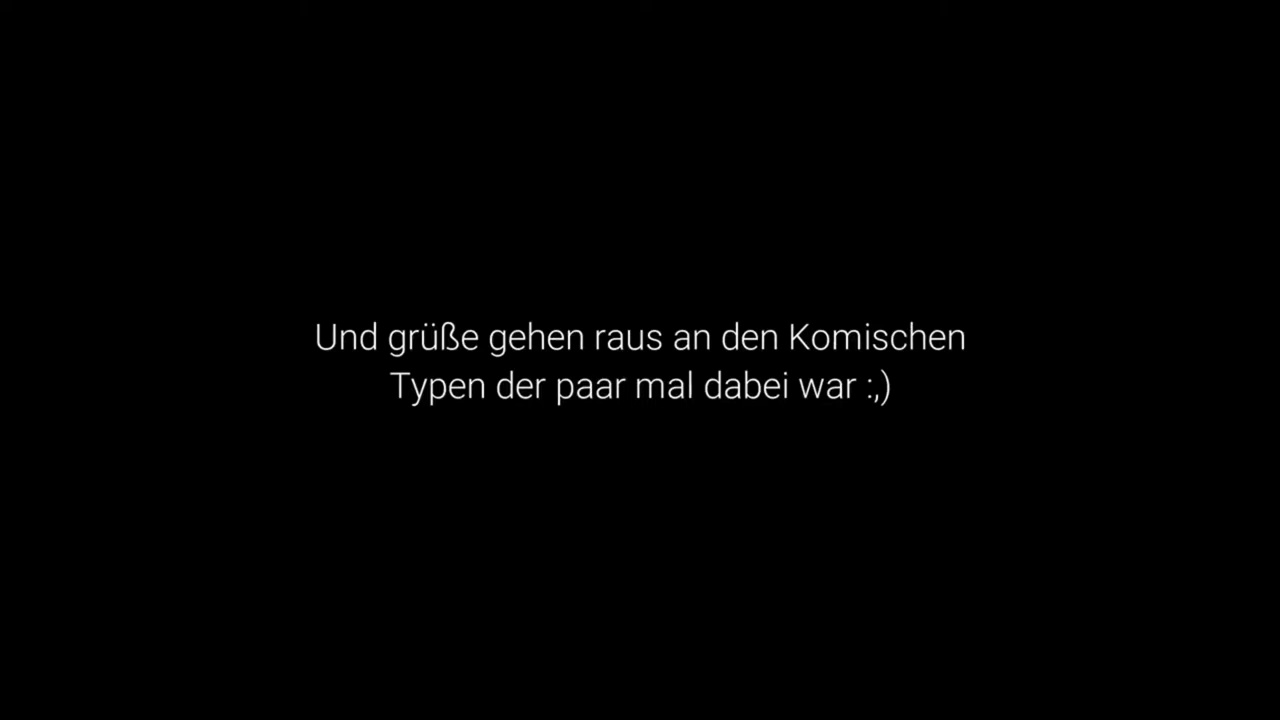 Und grüße gehen raus an den Komischen
Typen der paar mal dabei war :,)